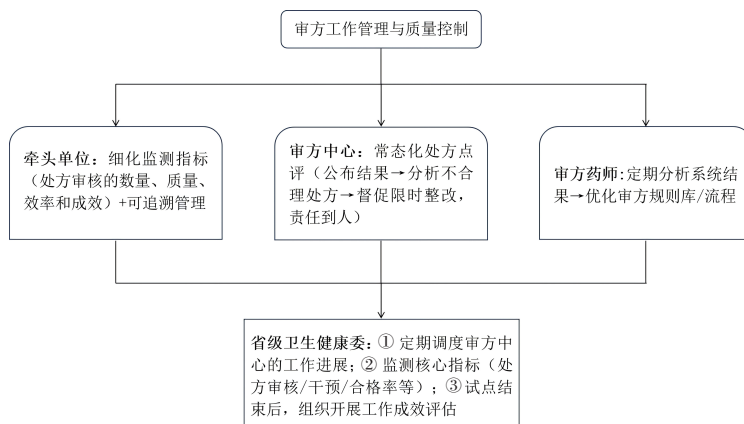 审方工作管理与质量控制
牵头单位：细化监测指标
（处方审核的数量、质量、
效率和成效）+可追溯管理
审方中心：常态化处方点
评（公布结果→分析不合
理处方→督促限时整改，
责任到人）
审方药师:定期分析系统结
果→优化审方规则库/流程
省级卫生健康委：① 定期调度审方中
心的工作进展；② 监测核心指标（处
方审核/干预/合格率等）；③试点结
束后，组织开展工作成效评估